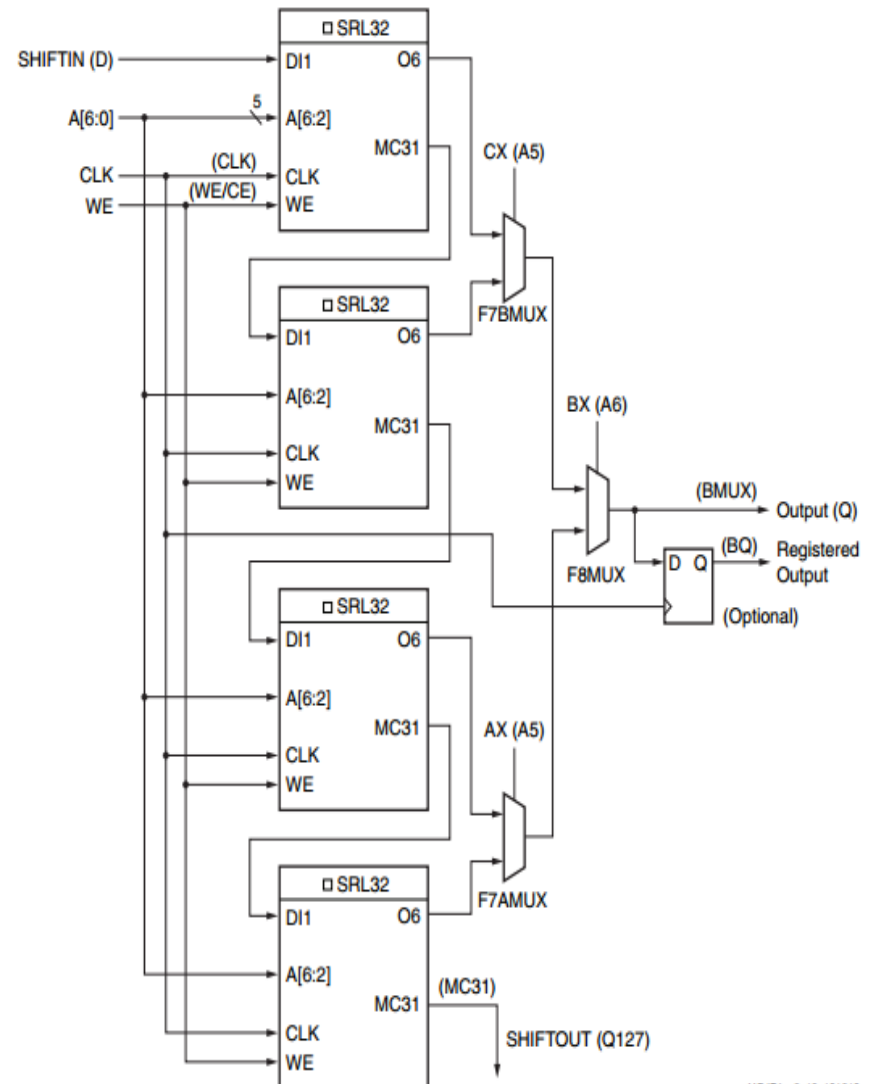 □ SRL32
SHIFTIN (D)
DI1
O6
A[6:0]
5
A[6:2]
MC31
CX (A5)
CLK
(CLK)
CLK
WE
(WE/CE)
WE
F7BMUX
□ SRL32
DI1
O6
A[6:2]
MC31
BX (A6)
CLK
WE
(BMUX)
Output (Q)
F8MUX
D Q
(BQ)
Registered
Output
(Optional)
□ SRL32
DI1
O6
A[6:2]
MC31
AX (A5)
CLK
WE
F7AMUX
□ SRL32
DI1
O6
A[6:2]
MC31
(MC31)
CLK
SHIFTOUT (Q127)
WE